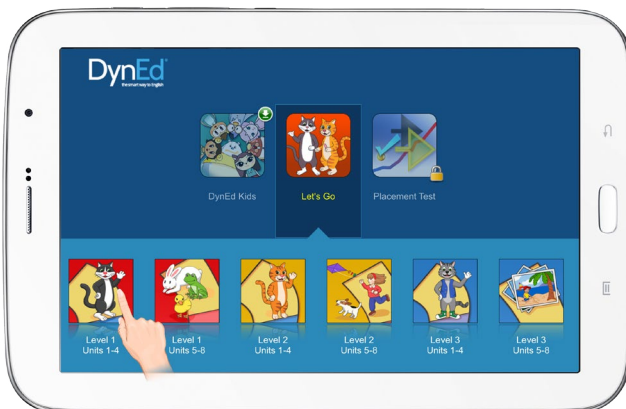 DynEd
the smart way to English
DynEd Kids
Let's Go
Placement Test
Level 1
Units 1-4
Level 1
Units 5-8
Level 2
Units 1-4
Level 2
Units 5-8
Level 3
Units 1-4
Level 3
Units 5-8